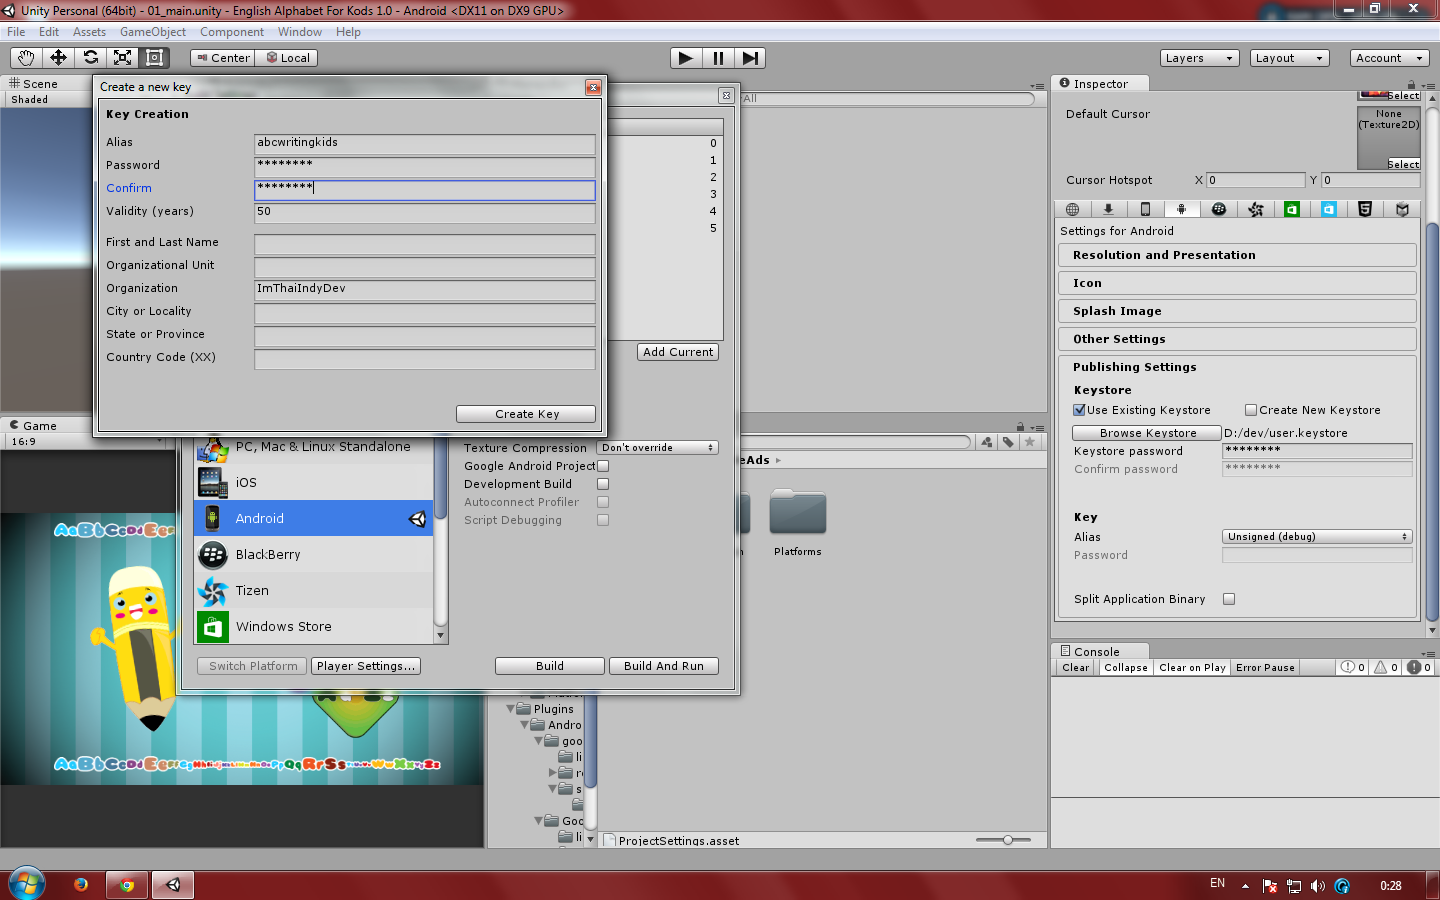 Unity Personal (64bit) - 01_main.unity - English Alphabet For Kods 1.0 - Android <DX11 on DX9 GPU>
File Edit Assets GameObject Component Window Help
Center Local Layers Layout Account
Scene
Shaded
Create a new key
Key Creation
Alias abcwritingkids
Password ********
Confirm ********
Validity (years) 50
First and Last Name
Organizational Unit
Organization ImThaiIndyDev
City or Locality
State or Province
Country Code (XX)
Create Key
All
0
1
2
3
4
5
Add Current
PC, Mac & Linux Standalone
iOS
Android
BlackBerry
Tizen
Windows Store
Switch Platform Player Settings...
Texture Compression Don't override
Google Android Project
Development Build
Autoconnect Profiler
Script Debugging
Build Build And Run
Game
16:9
eAds
Platforms
Plugins
Andro
goo
li
re
s
Goo
li
ProjectSettings.asset
Inspector
Select
Default Cursor None
(Texture2D)
Select
Cursor Hotspot X 0 Y 0
Settings for Android
Resolution and Presentation
Icon
Splash Image
Other Settings
Publishing Settings
Keystore
Use Existing Keystore Create New Keystore
Browse Keystore D:/dev/user.keystore
Keystore password ********
Confirm password ********
Key
Alias Unsigned (debug)
Password
Split Application Binary
Console
Clear Collapse Clear on Play Error Pause 0 0 0
EN 0:28